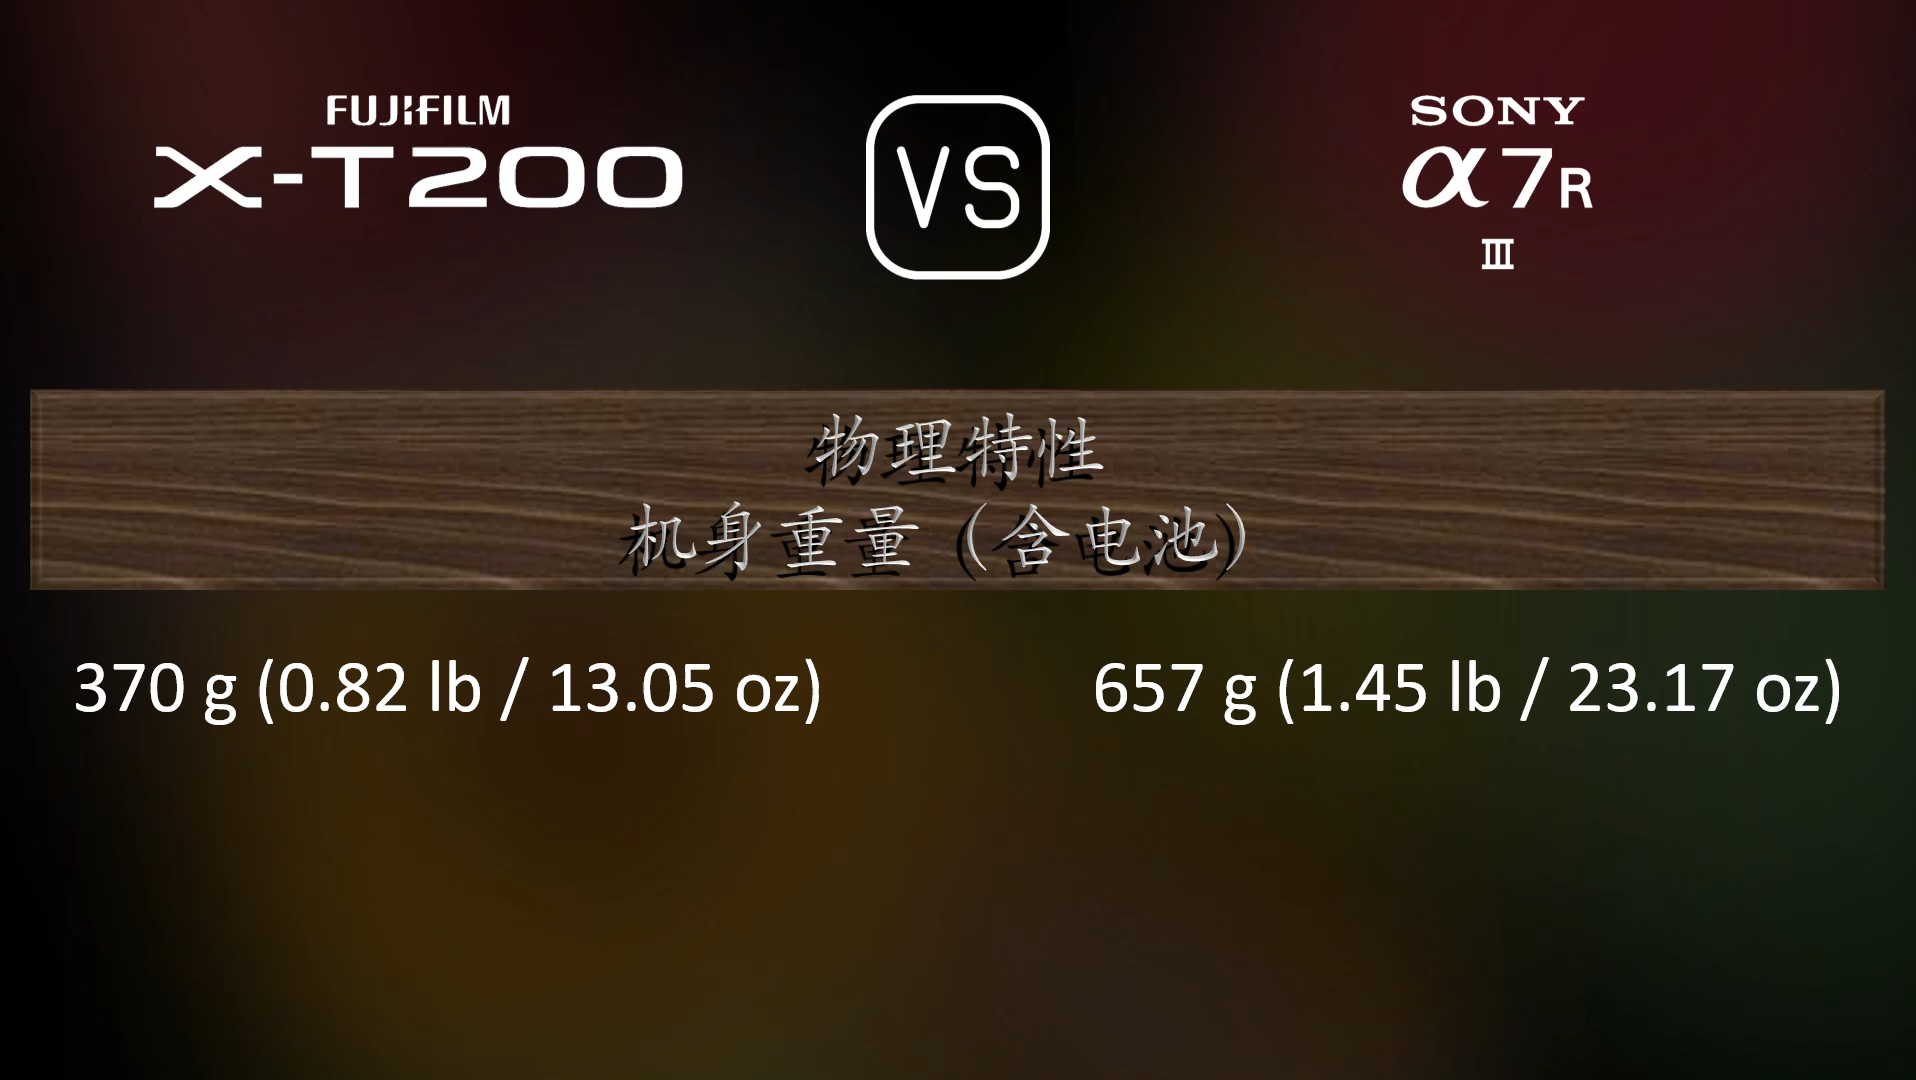 FUJIFILM
X-T200
VS
SONY
α7R
III
物理特性
机身重量（含电池）
370 g (0.82 lb / 13.05 oz)
657 g (1.45 lb / 23.17 oz)